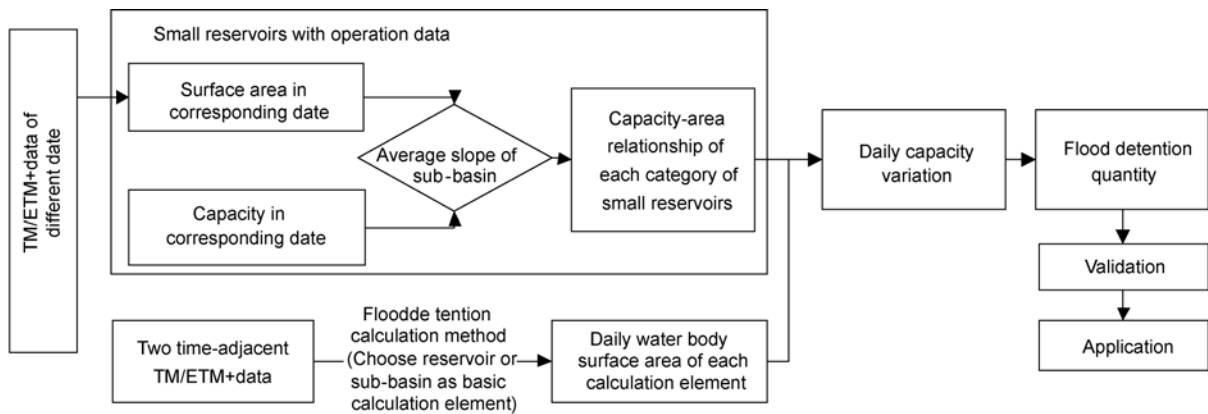 TM/ETM+data of
different date
Small reservoirs with operation data
Surface area in
corresponding date
Capacity in
corresponding date
Average slope of
sub-basin
Capacity-area
relationship of
each category of
small reservoirs
Daily capacity
variation
Flood detention
quantity
Validation
Application
Two time-adjacent
TM/ETM+data
Floodde tention
calculation method
(Choose reservoir or
sub-basin as basic
calculation element)
Daily water body
surface area of each
calculation element